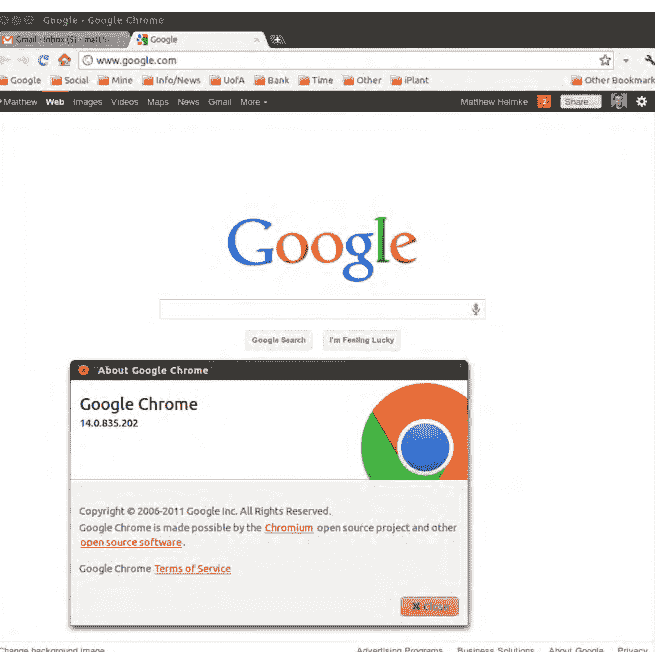 Google - Google Chrome
Gmail - Inbox (5) - matt... Google
www.google.com
Google Social Mine Info/News UofA Bank Time Other iPlant Other Bookmark
Matthew Web Images Videos Maps News Gmail More Matthew Helmke 2 Share...
Google
Google Search I'm Feeling Lucky
About Google Chrome
Google Chrome
14.0.835.202
Copyright © 2006-2011 Google Inc. All Rights Reserved.
Google Chrome is made possible by the Chromium open source project and other
open source software.
Google Chrome Terms of Service
Change background image Advertising Programs Business Solutions About Google Privacy